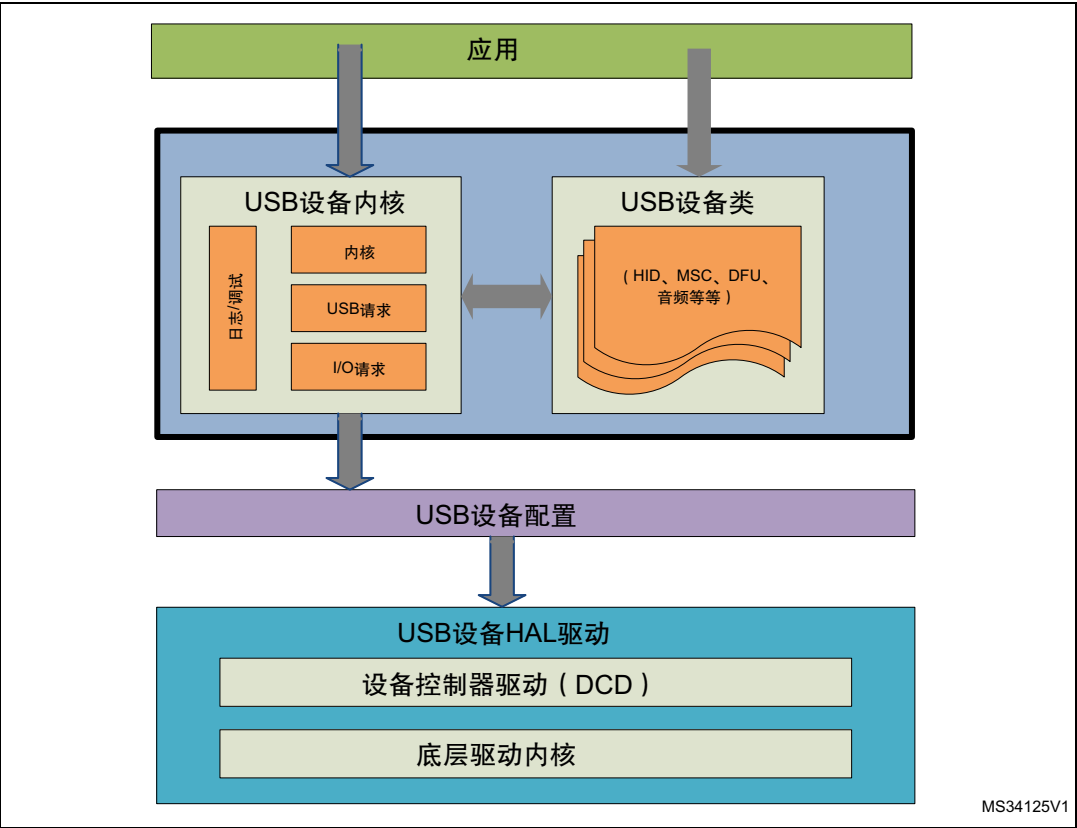 应用
USB设备内核
USB设备类
日志/调试
内核
USB请求
I/O请求
(HID、MSC、DFU、
音频等等)
USB设备配置
USB设备HAL驱动
设备控制器驱动(DCD)
底层驱动内核
MS34125V1